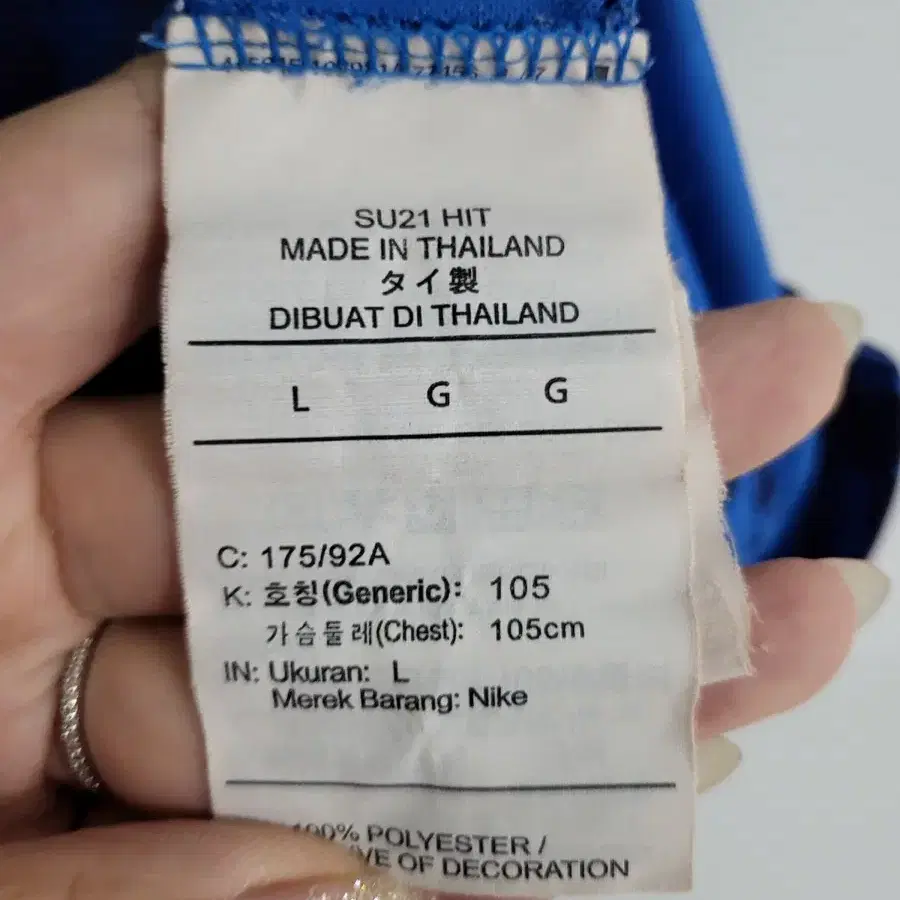 SU21 HIT
MADE IN THAILAND
タイ製
DIBUAT DI THAILAND
L G G
C: 175/92A
K: 호칭(Generic): 105
가슴둘레(Chest): 105cm
IN: Ukuran: L
Merek Barang: Nike
100% POLYESTER /
OF DECORATION